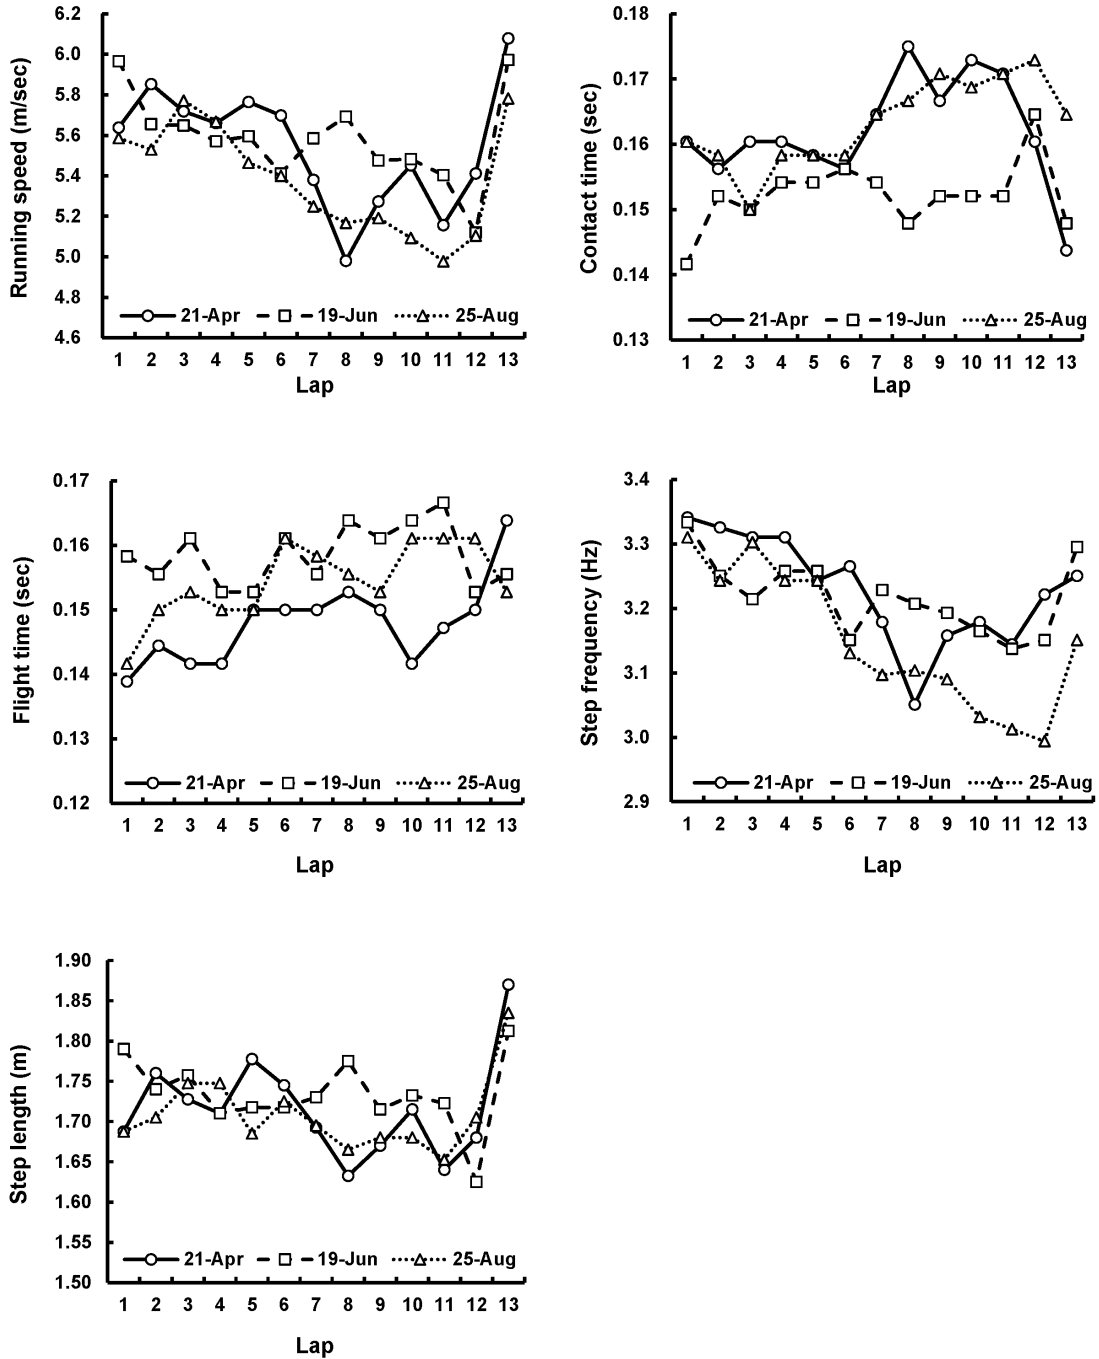 Running speed (m/sec)
6.2
6.0
5.8
5.6
5.4
5.2
5.0
4.8
4.6
21-Apr 19-Jun 25-Aug
1 2 3 4 5 6 7 8 9 10 11 12 13
Lap
Contact time (sec)
0.18
0.17
0.16
0.15
0.14
0.13
21-Apr 19-Jun 25-Aug
1 2 3 4 5 6 7 8 9 10 11 12 13
Lap
Flight time (sec)
0.17
0.16
0.15
0.14
0.13
0.12
21-Apr 19-Jun 25-Aug
1 2 3 4 5 6 7 8 9 10 11 12 13
Lap
Step frequency (Hz)
3.4
3.3
3.2
3.1
3.0
2.9
21-Apr 19-Jun 25-Aug
1 2 3 4 5 6 7 8 9 10 11 12 13
Lap
Step length (m)
1.90
1.85
1.80
1.75
1.70
1.65
1.60
1.55
1.50
21-Apr 19-Jun 25-Aug
1 2 3 4 5 6 7 8 9 10 11 12 13
Lap